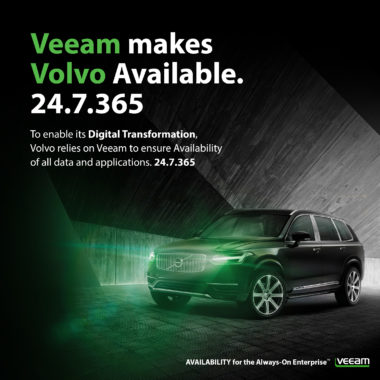 Veeam makes
Volvo Available.
24.7.365
To enable its Digital Transformation,
Volvo relies on Veeam to ensure Availability
of all data and applications. 24.7.365
AVAILABILITY for the Always-On Enterprise™ veeam